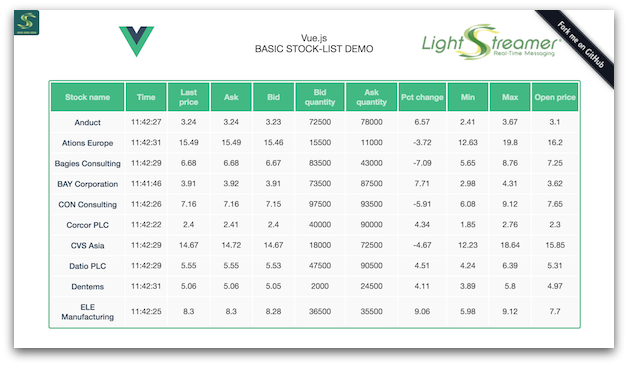 Vue.js
BASIC STOCK-LIST DEMO
LightStreamer™
Real-Time Messaging
Fork me on GitHub
Stock name Time Last price Ask Bid Bid quantity Ask quantity Pct change Min Max Open price
Anduct 11:42:27 3.24 3.24 3.23 72500 78000 6.57 2.41 3.67 3.1
Ations Europe 11:42:31 15.49 15.49 15.46 15500 11000 -3.72 12.63 19.8 16.2
Bagies Consulting 11:42:29 6.68 6.68 6.67 83500 43000 -7.09 5.65 8.76 7.25
BAY Corporation 11:41:46 3.91 3.92 3.91 73500 87500 7.71 2.98 4.31 3.62
CON Consulting 11:42:26 7.16 7.16 7.15 97500 93500 -5.91 6.08 9.12 7.65
Corcor PLC 11:42:22 2.4 2.41 2.4 40000 90000 4.34 1.85 2.76 2.3
CVS Asia 11:42:29 14.67 14.72 14.67 18000 72500 -4.67 12.23 18.64 15.85
Datio PLC 11:42:29 5.55 5.55 5.53 47500 90500 4.51 4.24 6.39 5.31
Dentems 11:42:31 5.06 5.06 5.05 2000 24500 4.11 3.89 5.8 4.97
ELE Manufacturing 11:42:25 8.3 8.3 8.28 36500 35500 9.06 5.98 9.12 7.7